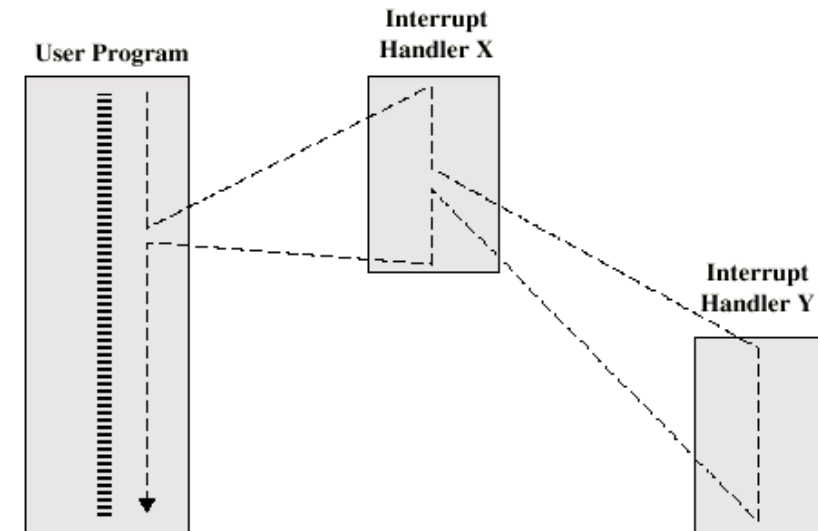 User Program
Interrupt
Handler X
Interrupt
Handler Y